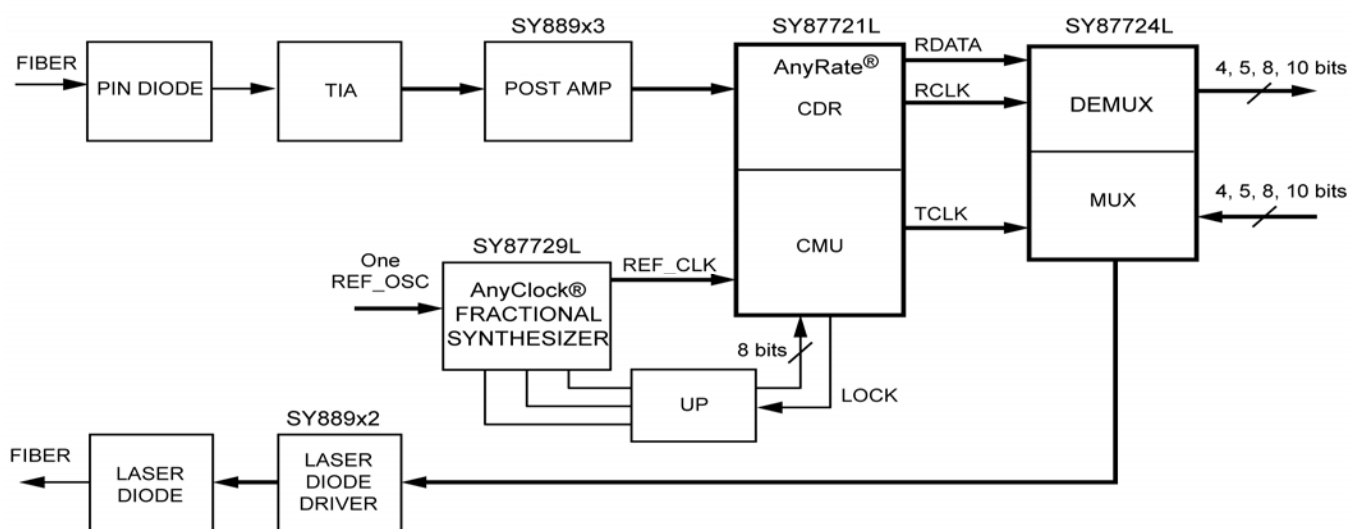 SY889x3
SY87721L
SY87724L
FIBER
PIN DIODE
TIA
POST AMP
AnyRate®
CDR
RDATA
RCLK
DEMUX
4, 5, 8, 10 bits
CMU
TCLK
MUX
4, 5, 8, 10 bits
SY87729L
One
REF_OSC
AnyClock®
FRACTIONAL
SYNTHESIZER
REF_CLK
8 bits
UP
LOCK
SY889x2
FIBER
LASER
DIODE
LASER
DIODE
DRIVER